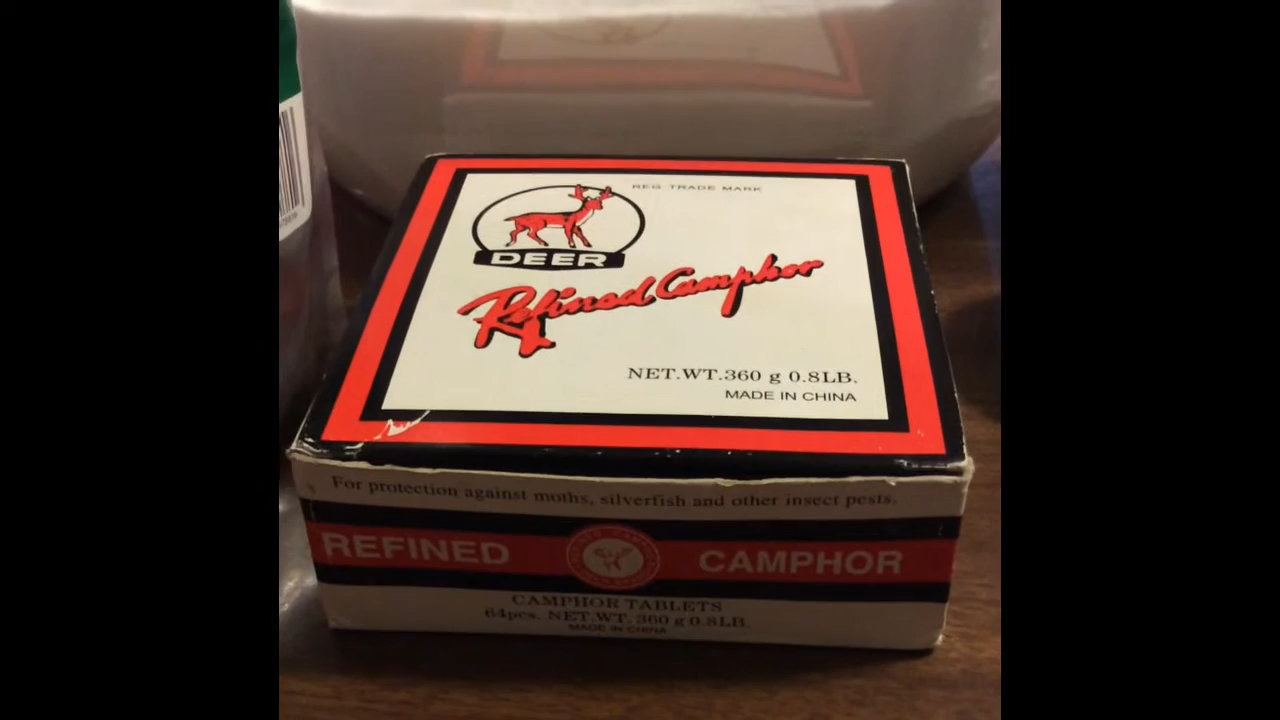 REG TRADE MARK
DEER
Refined Camphor
NET.WT.360 g 0.8LB.
MADE IN CHINA
For protection against moths, silverfish and other insect pests.
REFINED CAMPHOR
CAMPHOR TABLETS
64pcs. NET.WT. 360 g 0.8LB.
MADE IN CHINA